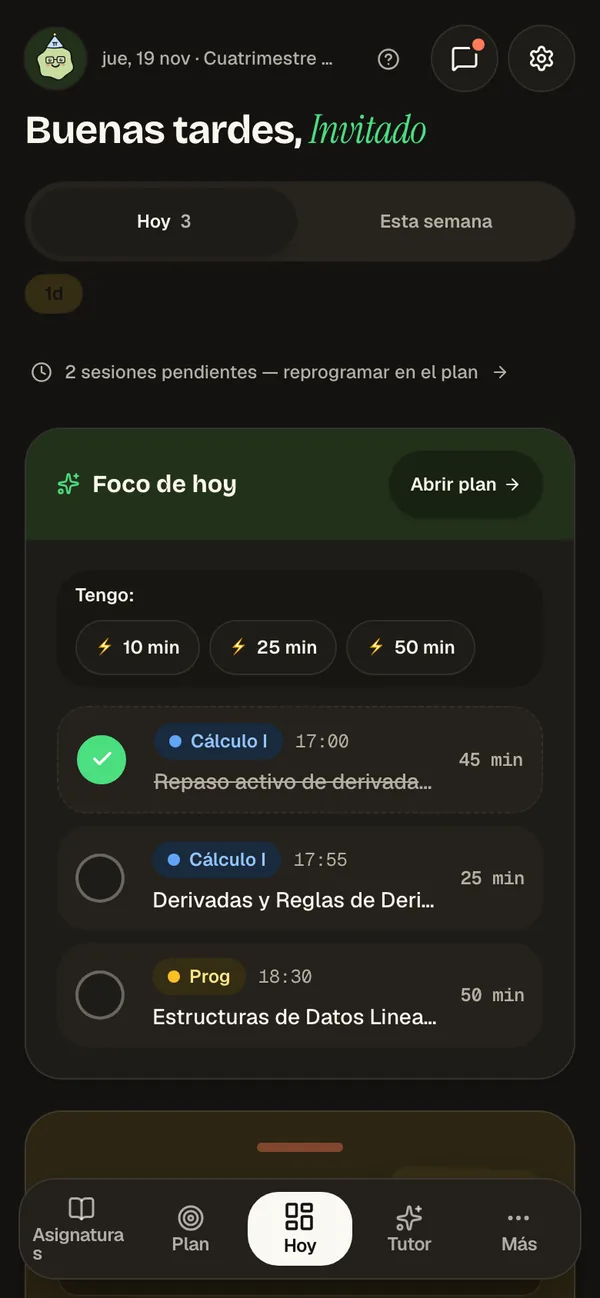 jue, 19 nov · Cuatrimestre ...
Buenas tardes, Invitado
Hoy 3
Esta semana
1d
2 sesiones pendientes — reprogramar en el plan →
Foco de hoy
Abrir plan →
Tengo:
⚡ 10 min
⚡ 25 min
⚡ 50 min
Cálculo I 17:00
Repaso activo de derivada...
45 min
Cálculo I 17:55
Derivadas y Reglas de Deri...
25 min
Prog 18:30
Estructuras de Datos Linea...
50 min
Asignatura
s
Plan
Hoy
Tutor
Más